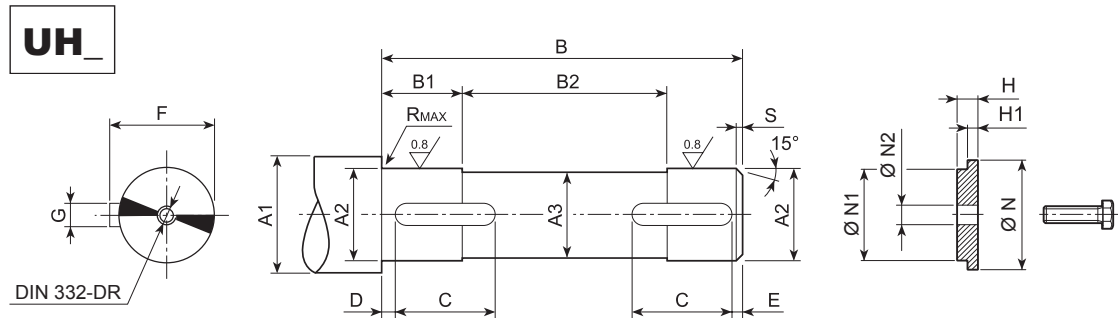 UH_
B
B1
B2
F
RMAX
S
H
H1
0.8
0.8
15°
G
A1
A2
A3
A2
Ø N1
Ø N2
Ø N
DIN 332-DR
D
C
C
E